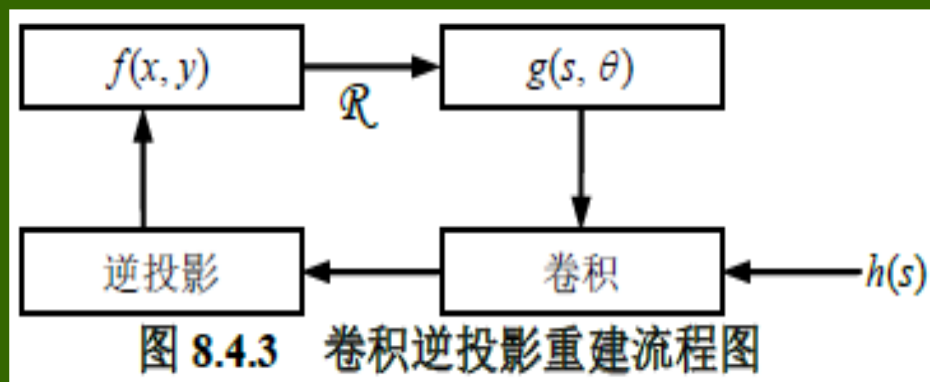 f(x, y)
g(s, θ)
ℛ
逆投影
卷积
h(s)
图 8.4.3 卷积逆投影重建流程图